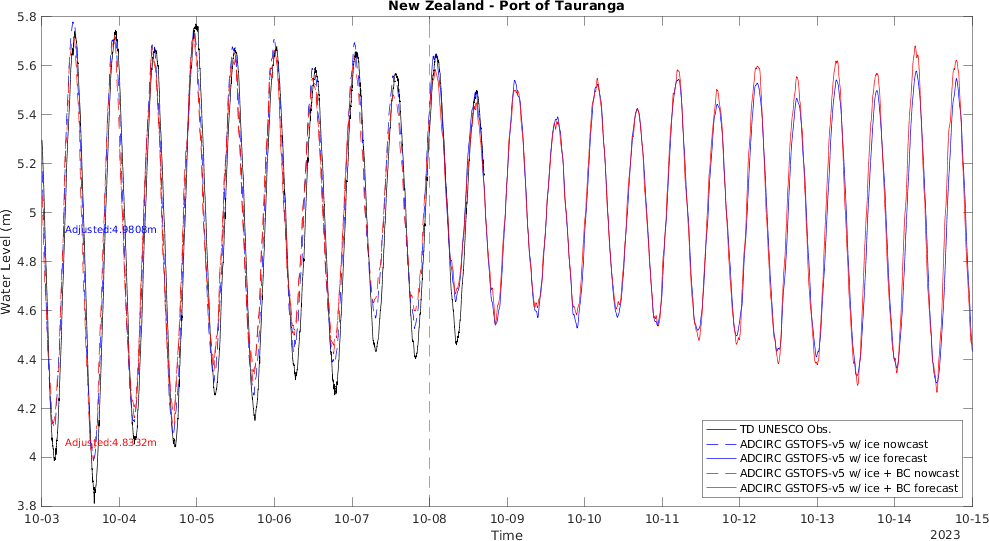 New Zealand - Port of Tauranga
5.8
5.6
5.4
5.2
5
4.8
4.6
4.4
4.2
4
3.8
Water Level (m)
Adjusted:4.9808m
Adjusted:4.8332m
TD UNESCO Obs.
ADCIRC GSTOFS-v5 w/ ice nowcast
ADCIRC GSTOFS-v5 w/ ice forecast
ADCIRC GSTOFS-v5 w/ ice + BC nowcast
ADCIRC GSTOFS-v5 w/ ice + BC forecast
10-03 10-04 10-05 10-06 10-07 10-08 10-09 10-10 10-11 10-12 10-13 10-14 10-15
Time
2023